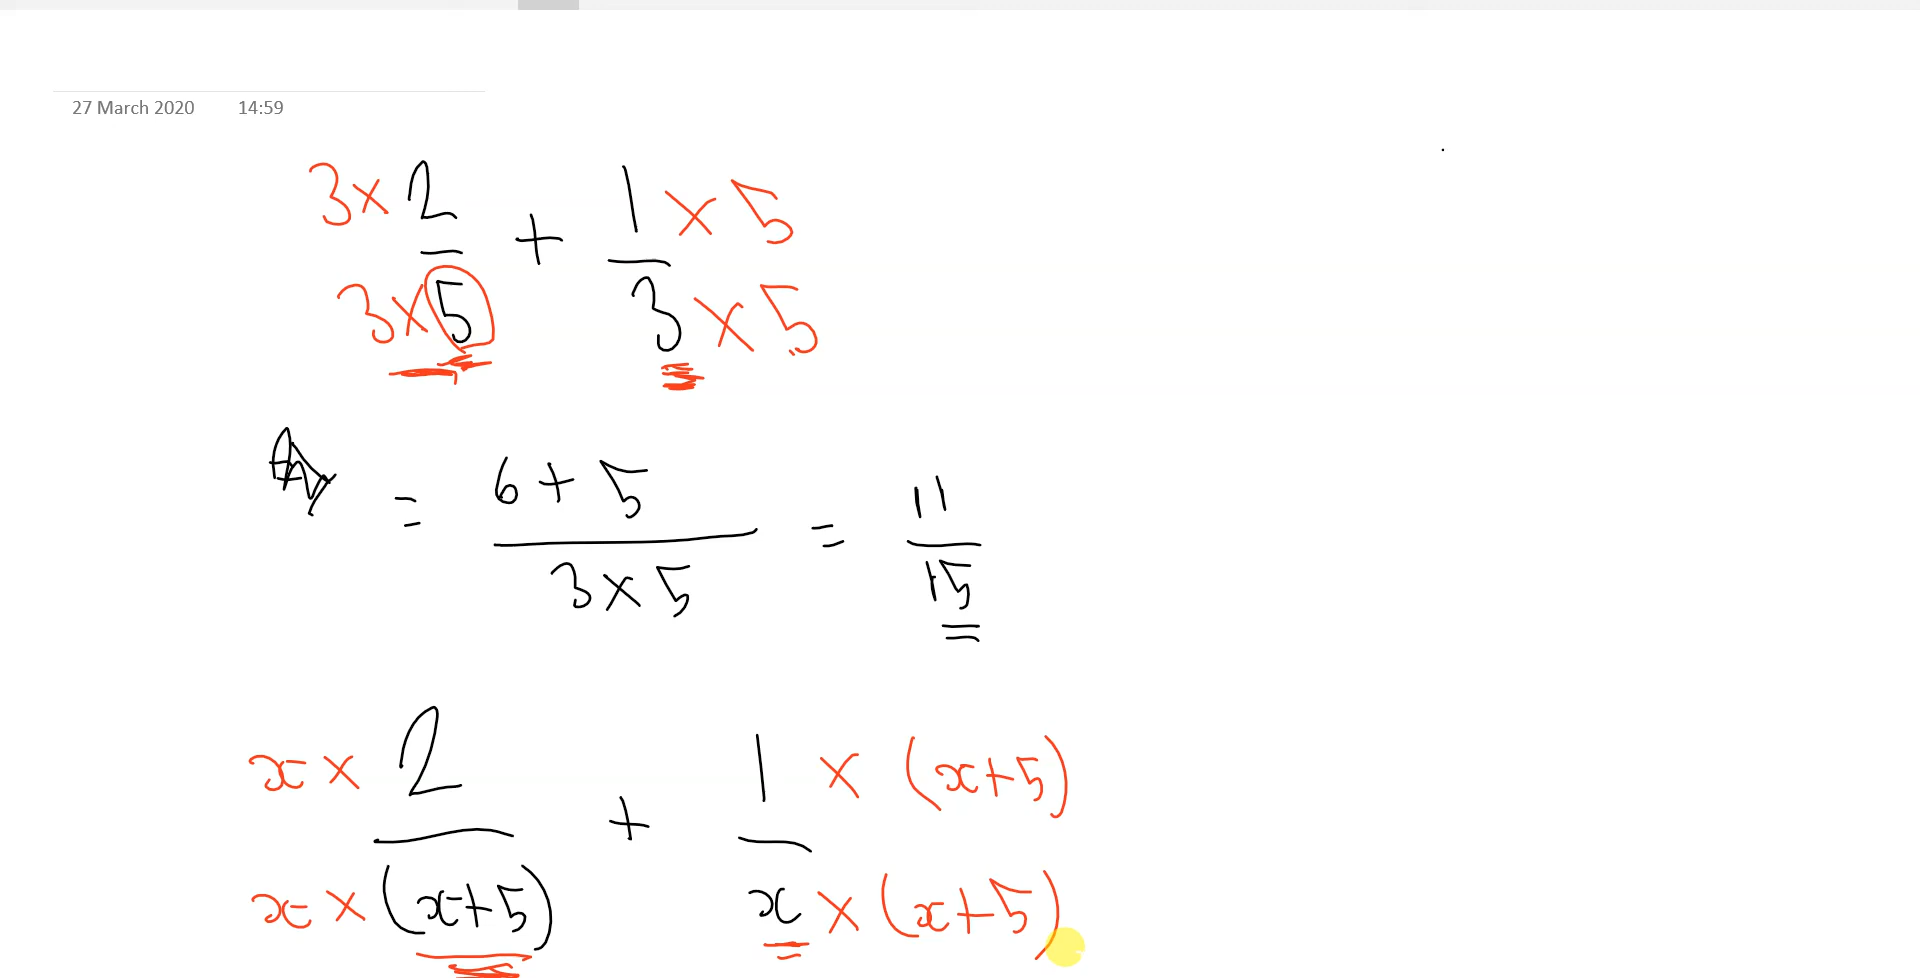 27 March 2020 14:59
3 × 2 + 1 × 5
3 × 5 3 × 5
= 6 + 5 = 11
3 × 5 15
x × 2 + 1 × (x+5)
x × (x+5) x × (x+5)